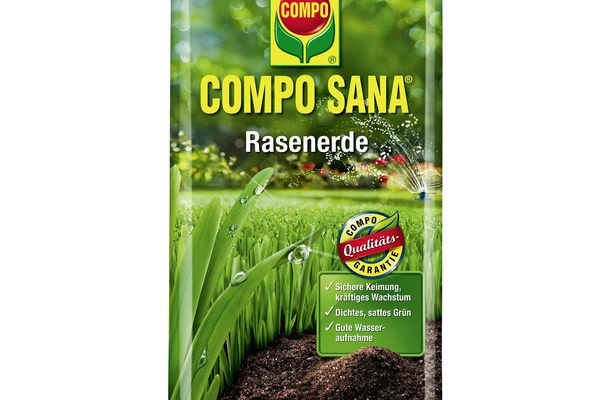 COMPO
®
COMPO SANA®
Rasenerde
COMPO
Qualitäts-
GARANTIE
✓ Sichere Keimung,
kräftiges Wachstum
✓ Dichtes, sattes Grün
✓ Gute Wasser-
aufnahme